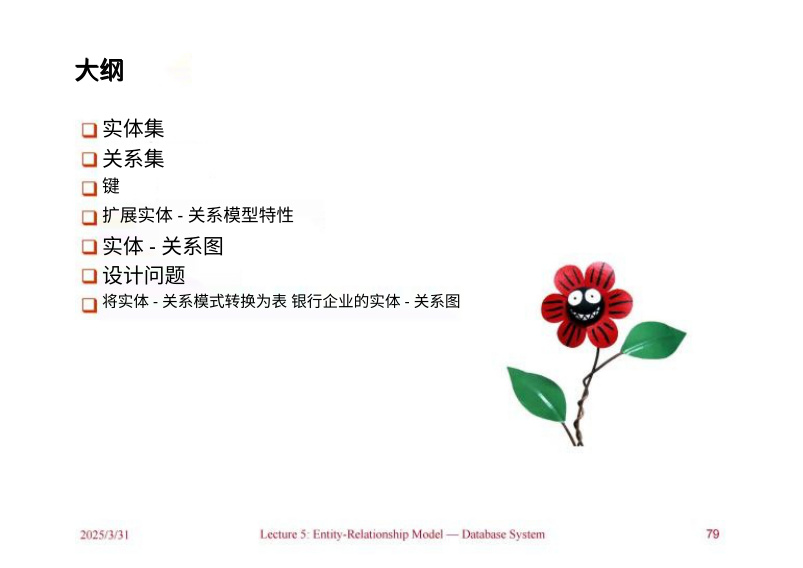 大纲
实体集
关系集
键
扩展实体 - 关系模型特性
实体 - 关系图
设计问题
将实体 - 关系模式转换为表 银行企业的实体 - 关系图
2025/3/31 Lecture 5: Entity-Relationship Model — Database System 79